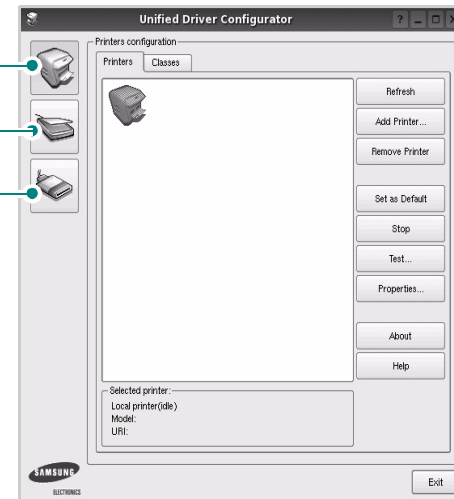 Unified Driver Configurator
Printers configuration
Printers
Classes
Refresh
Add Printer...
Remove Printer
Set as Default
Stop
Test...
Properties...
About
Help
Selected printer:
Local printer(idle)
Model:
URI:
SAMSUNG
ELECTRONICS
Exit